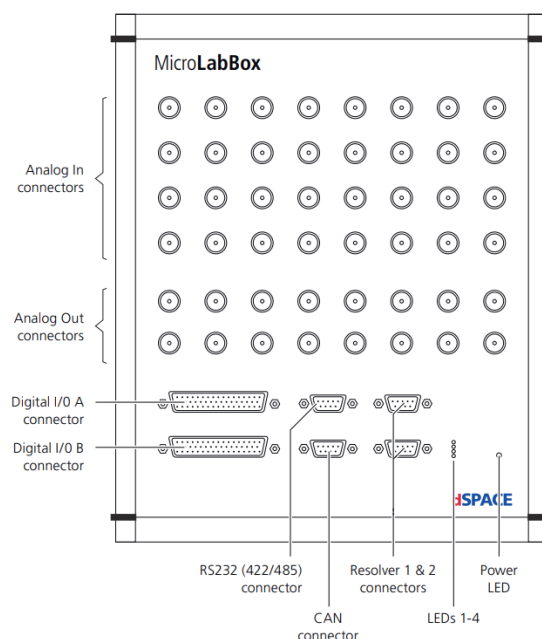 MicroLabBox
Analog In
connectors
Analog Out
connectors
Digital I/0 A
connector
Digital I/0 B
connector
dSPACE
RS232 (422/485)
connector
Resolver 1 & 2
connectors
Power
LED
CAN
connector
LEDs 1-4